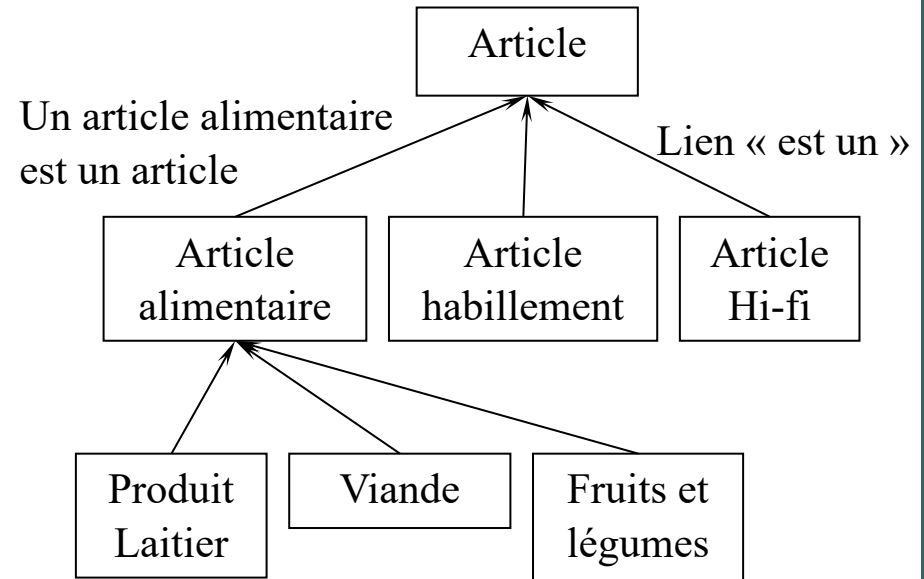 Article
Un article alimentaire
est un article
Lien « est un »
Article
alimentaire
Article
habillement
Article
Hi-fi
Produit
Laitier
Viande
Fruits et
légumes